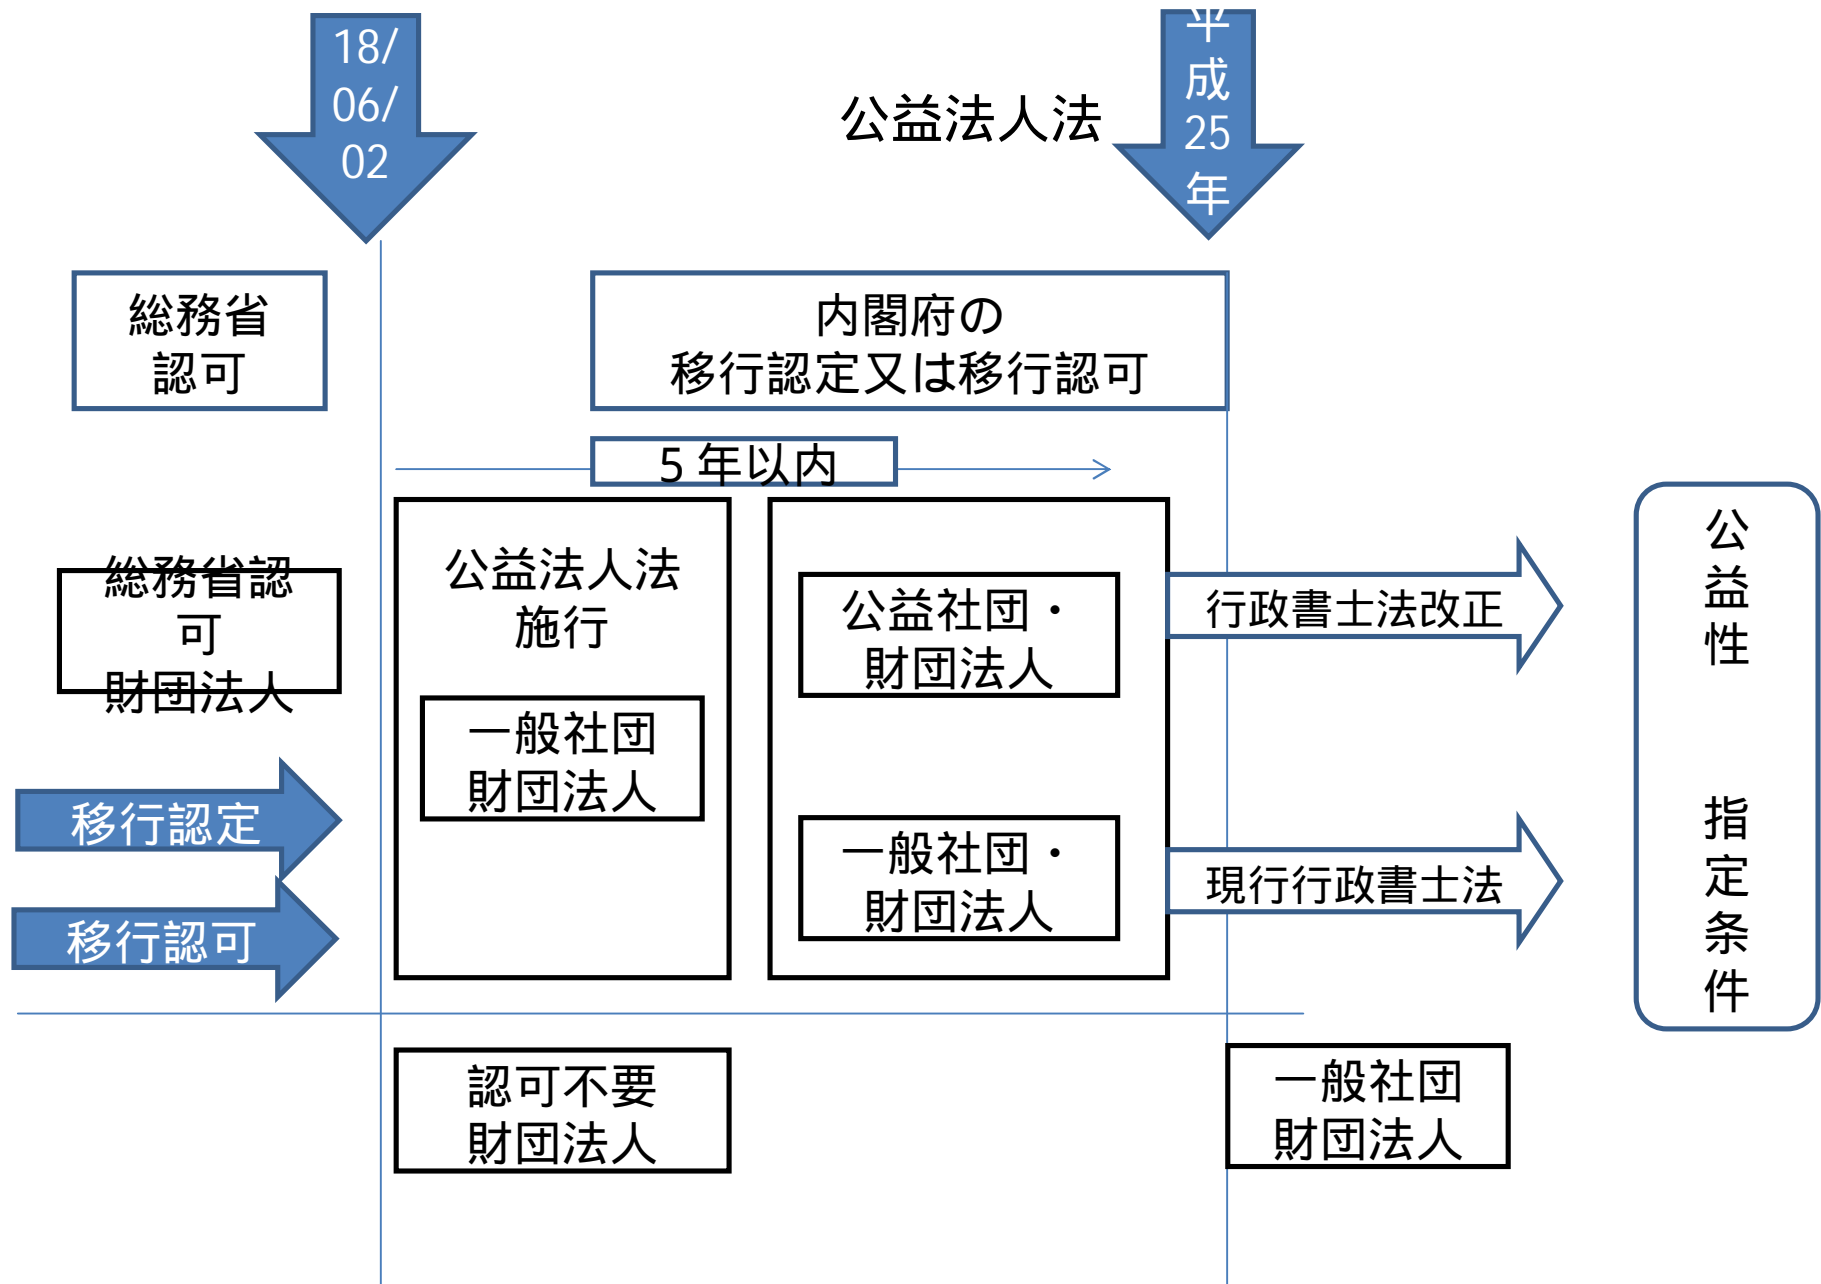 18/
06/
02
公益法人法
平
成
25
年
総務省
認可
内閣府の
移行認定又は移行認可
5 年以内
総務省認
可
財団法人
公益法人法
施行
一般社団
財団法人
公益社団・
財団法人
一般社団・
財団法人
行政書士法改正
現行行政書士法
公
益
性
指
定
条
件
移行認定
移行認可
認可不要
財団法人
一般社団
財団法人